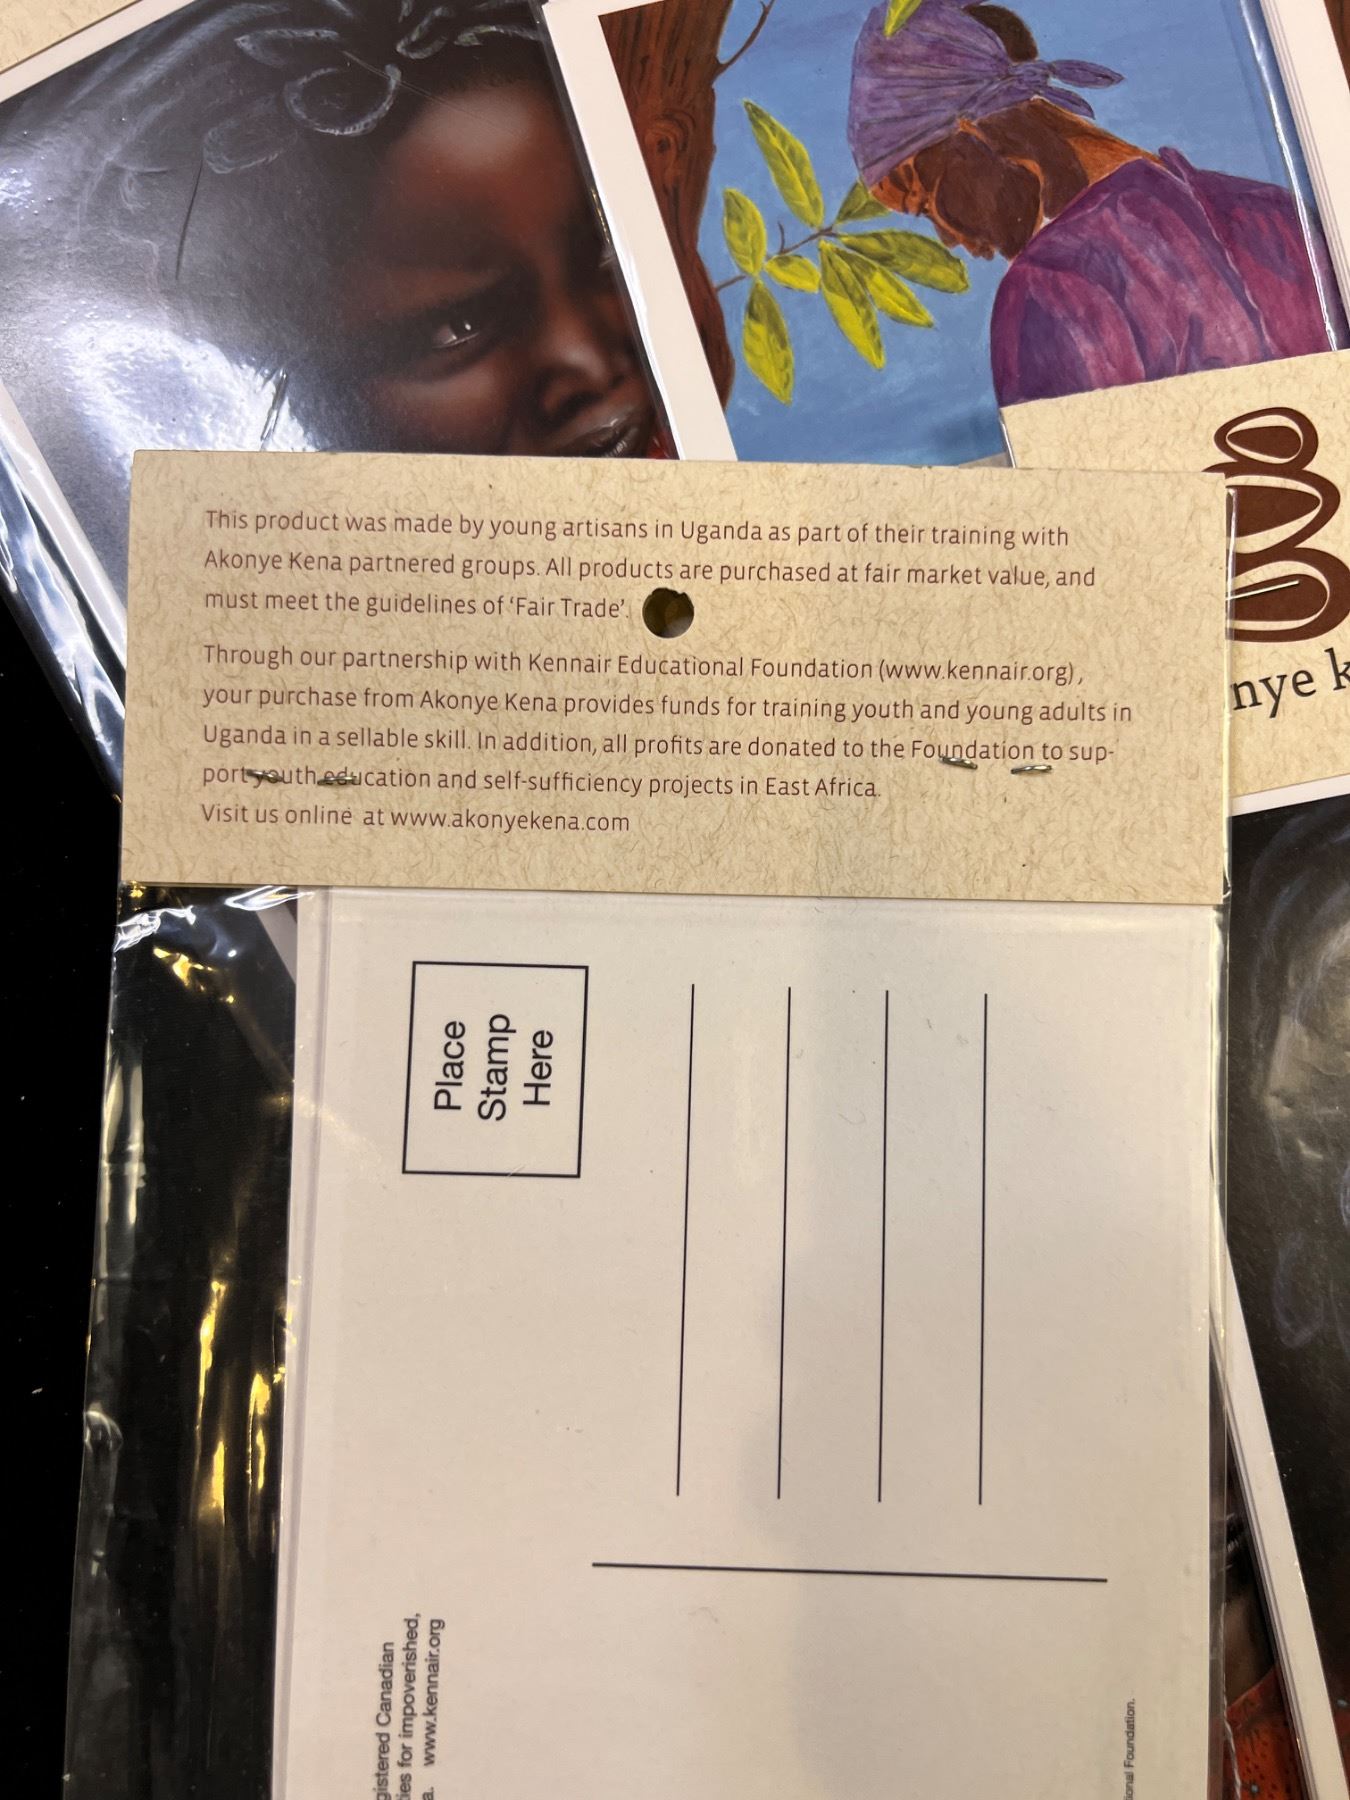 This product was made by young artisans in Uganda as part of their training with
Akonye Kena partnered groups. All products are purchased at fair market value, and
must meet the guidelines of ‘Fair Trade’.
Through our partnership with Kennair Educational Foundation (www.kennair.org),
your purchase from Akonye Kena provides funds for training youth and young adults in
Uganda in a sellable skill. In addition, all profits are donated to the Foundation to sup-
port youth education and self-sufficiency projects in East Africa.
Visit us online at www.akonyekena.com
nye k
Place
Stamp
Here
gistered Canadian
ties for impoverished,
a. www.kennair.org
ional Foundation.